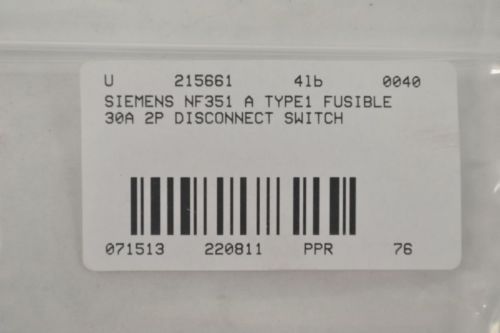 U 215661 4lb 0040
SIEMENS NF351 A TYPE1 FUSIBLE
30A 2P DISCONNECT SWITCH
071513 220811 PPR 76